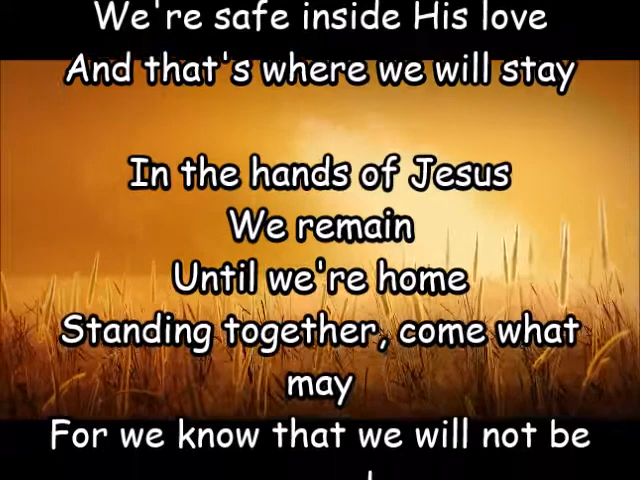 We're safe inside His love
And that's where we will stay
In the hands of Jesus
We remain
Until we're home
Standing together, come what
may
For we know that we will not be